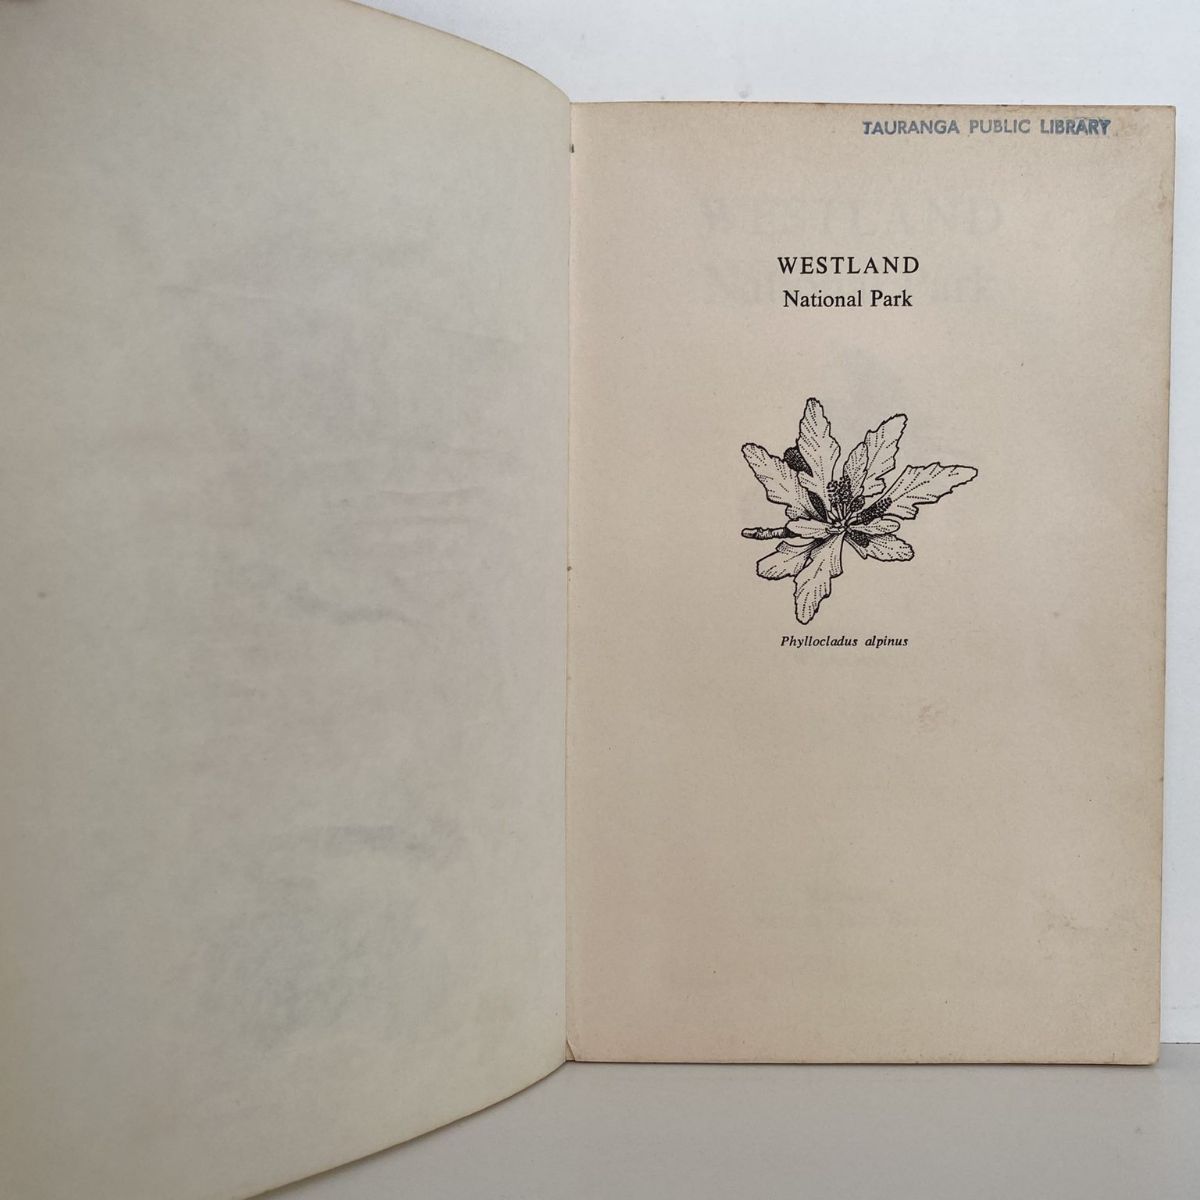 TAURANGA PUBLIC LIBRARY
WESTLAND
National Park
Phyllocladus alpinus